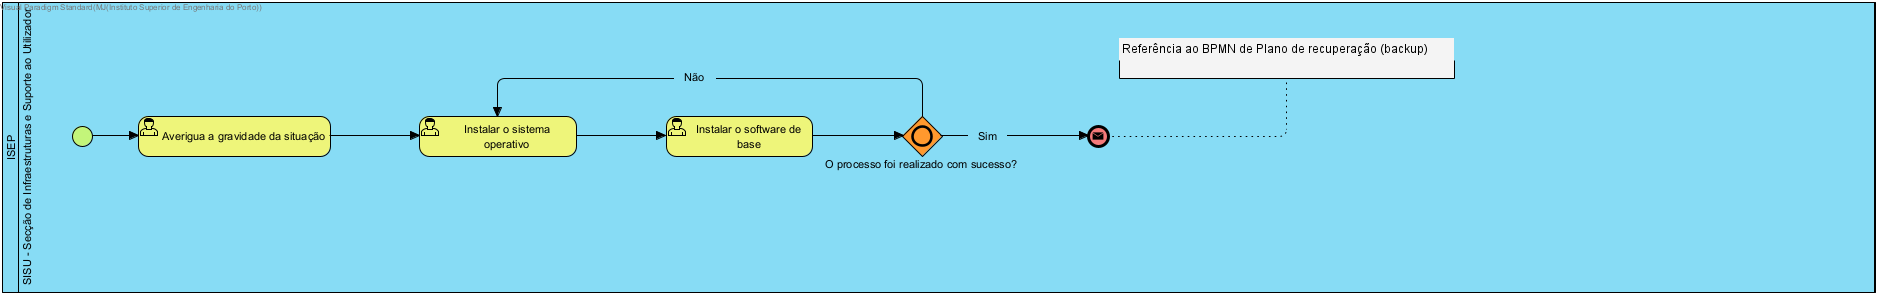 Visual Paradigm Standard(MJ(Instituto Superior de Engenharia do Porto))
ISEP
SISU - Secção de Infraestruturas e Suporte ao Utilizador
Referência ao BPMN de Plano de recuperação (backup)
Não
Averigua a gravidade da situação
Instalar o sistema
operativo
Instalar o software de
base
Sim
O processo foi realizado com sucesso?